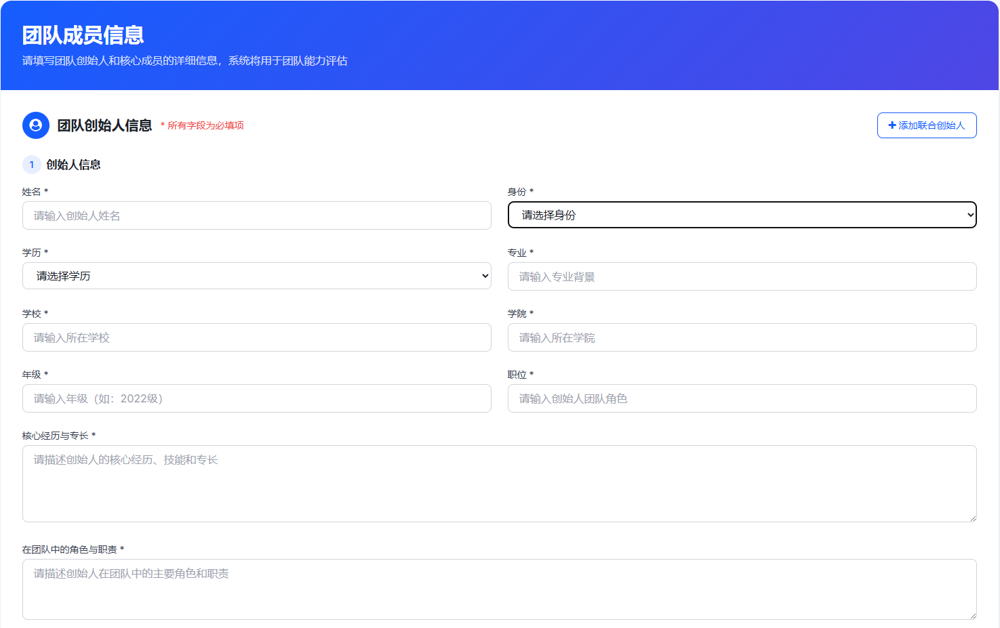 团队成员信息
请填写团队创始人和核心成员的详细信息，系统将用于团队能力评估
团队创始人信息 * 所有字段为必填项
添加联合创始人
1 创始人信息
姓名 *
身份 *
请输入创始人姓名
请选择身份
学历 *
专业 *
请选择学历
请输入专业背景
学校 *
学院 *
请输入所在学校
请输入所在学院
年级 *
职位 *
请输入年级（如：2022级）
请输入创始人团队角色
核心经历与专长 *
请描述创始人的核心经历、技能和专长
在团队中的角色与职责 *
请描述创始人在团队中的主要角色和职责